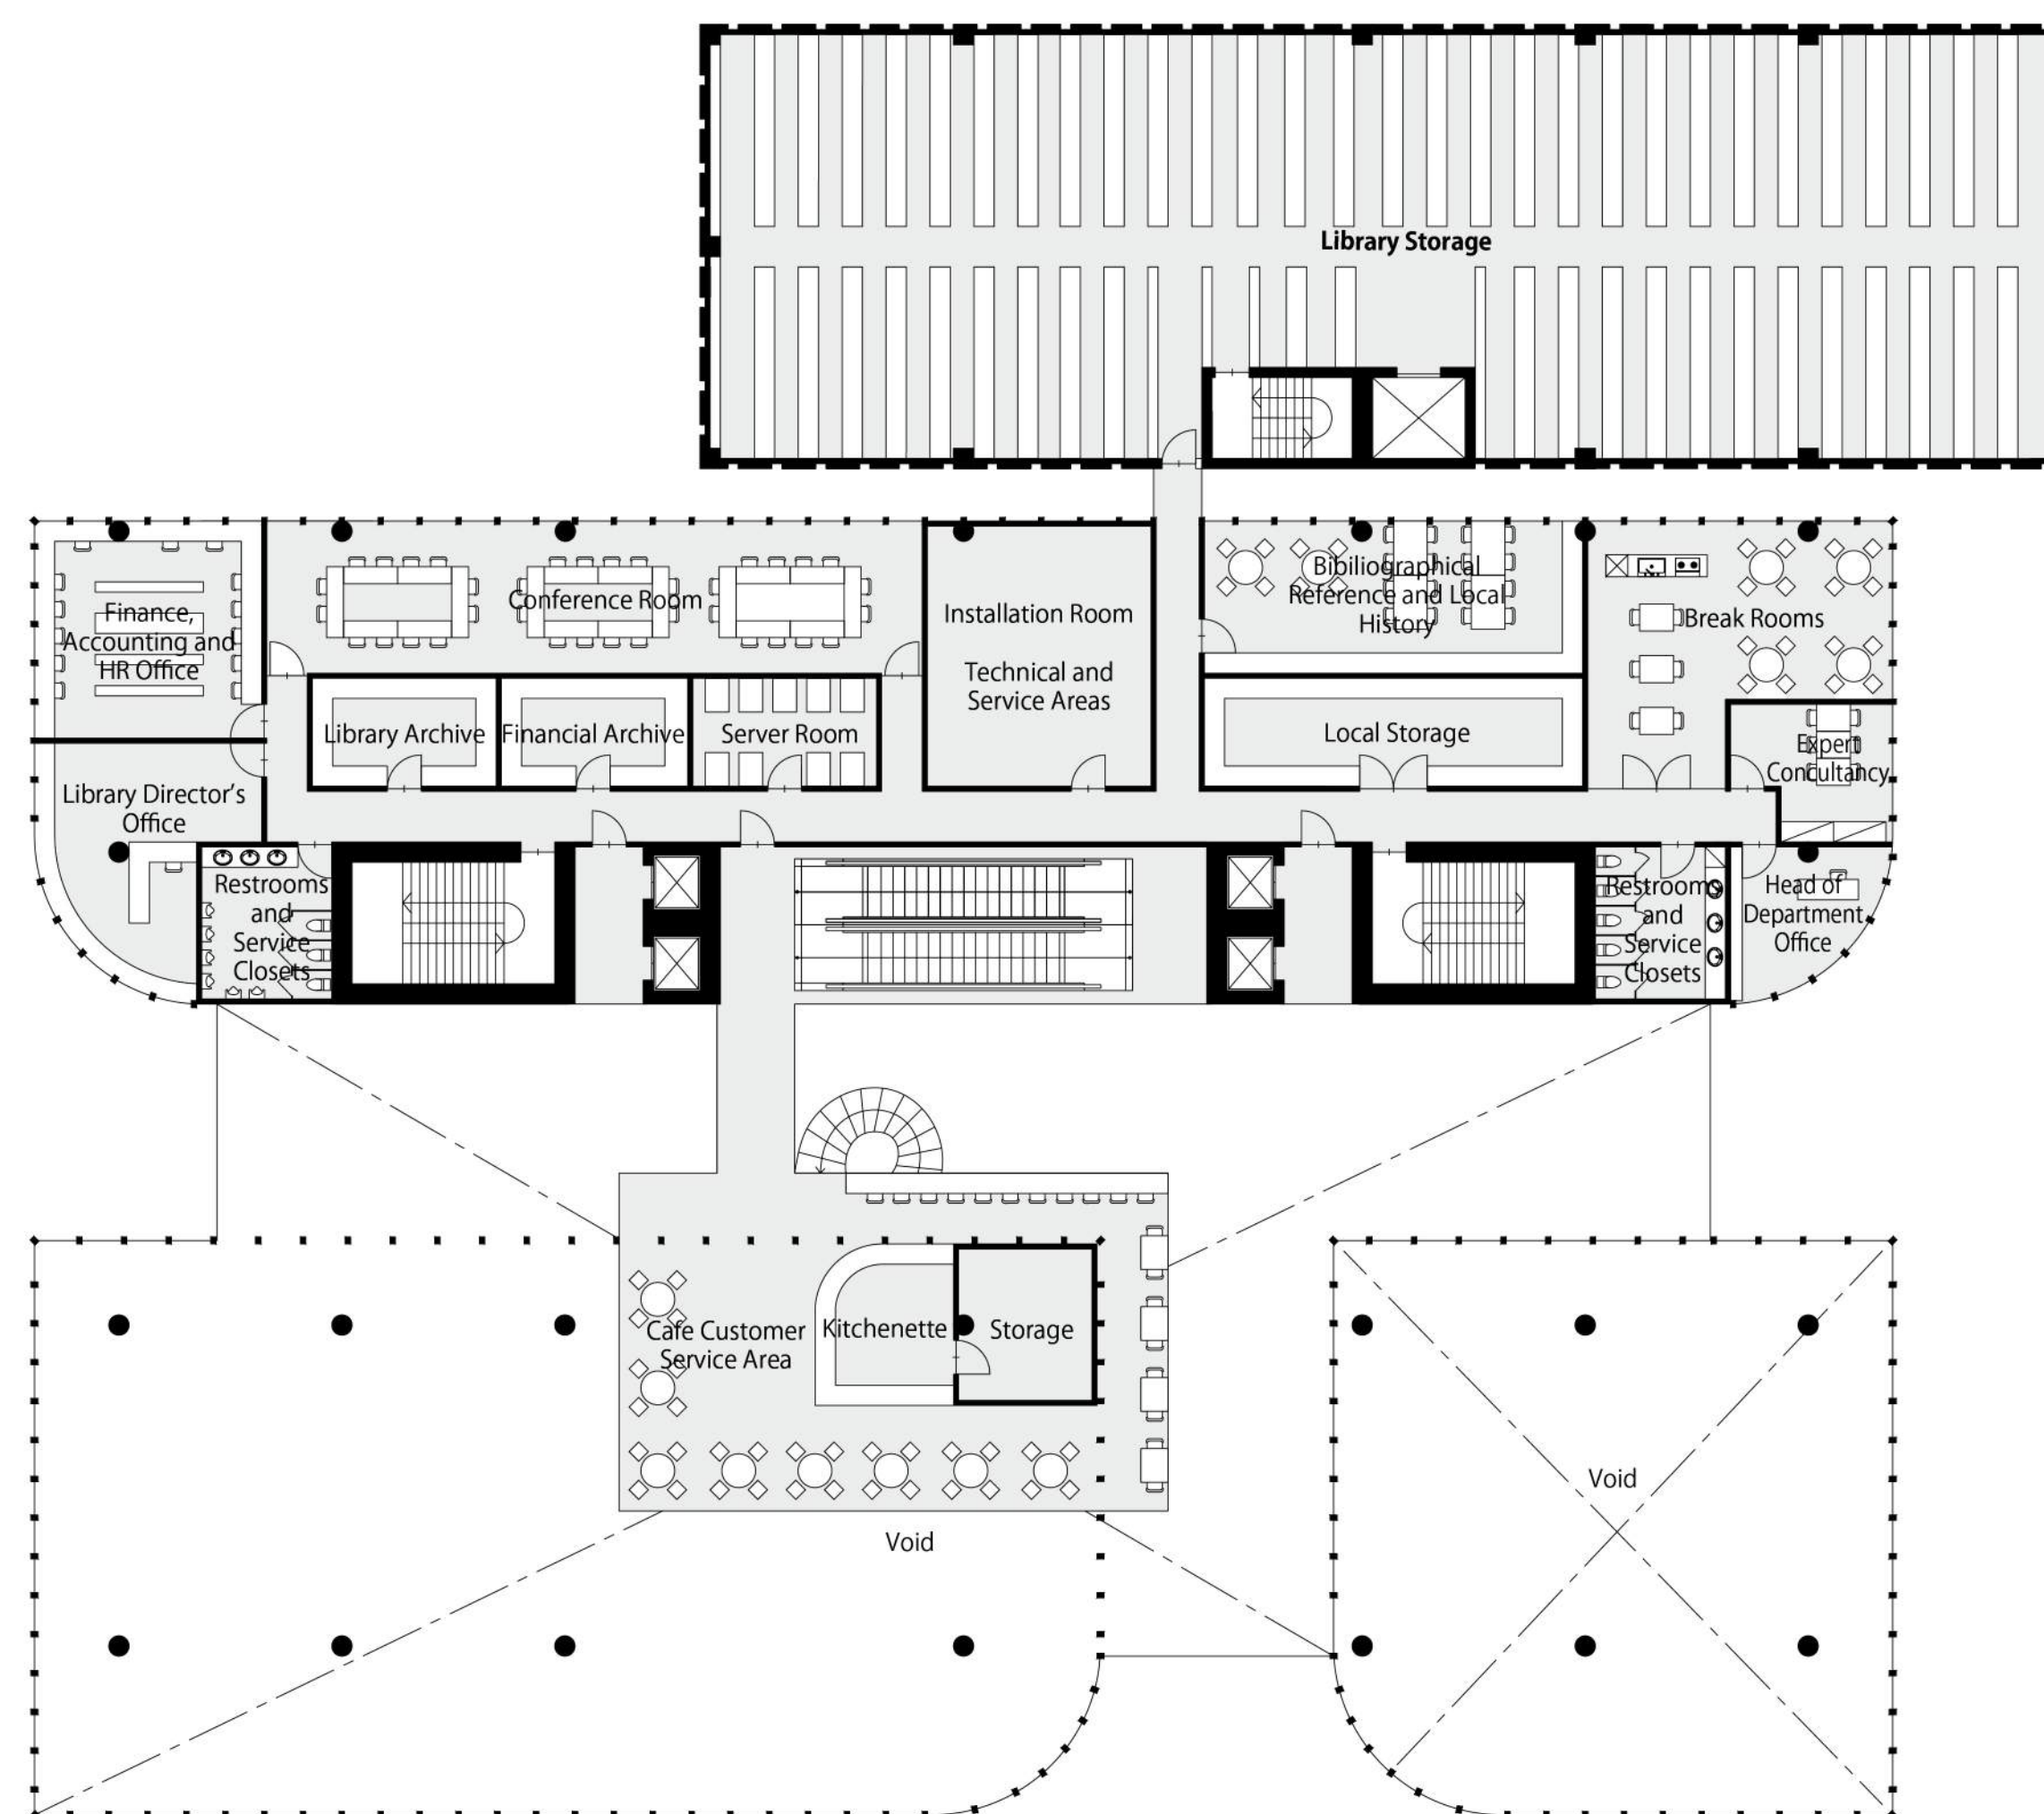 Library Storage
Finance,
Accounting and
HR Office
Conference Room
Installation Room
Technical and
Service Areas
Bibiliographical
Reference and Local
History
Break Rooms
Library Archive
Financial Archive
Server Room
Local Storage
Expert
Concultancy
Library Director's
Office
Restrooms
and
Service
Closets
Restrooms
and
Service
Closets
Head of
Department
Office
Cafe Customer
Service Area
Kitchenette
Storage
Void
Void